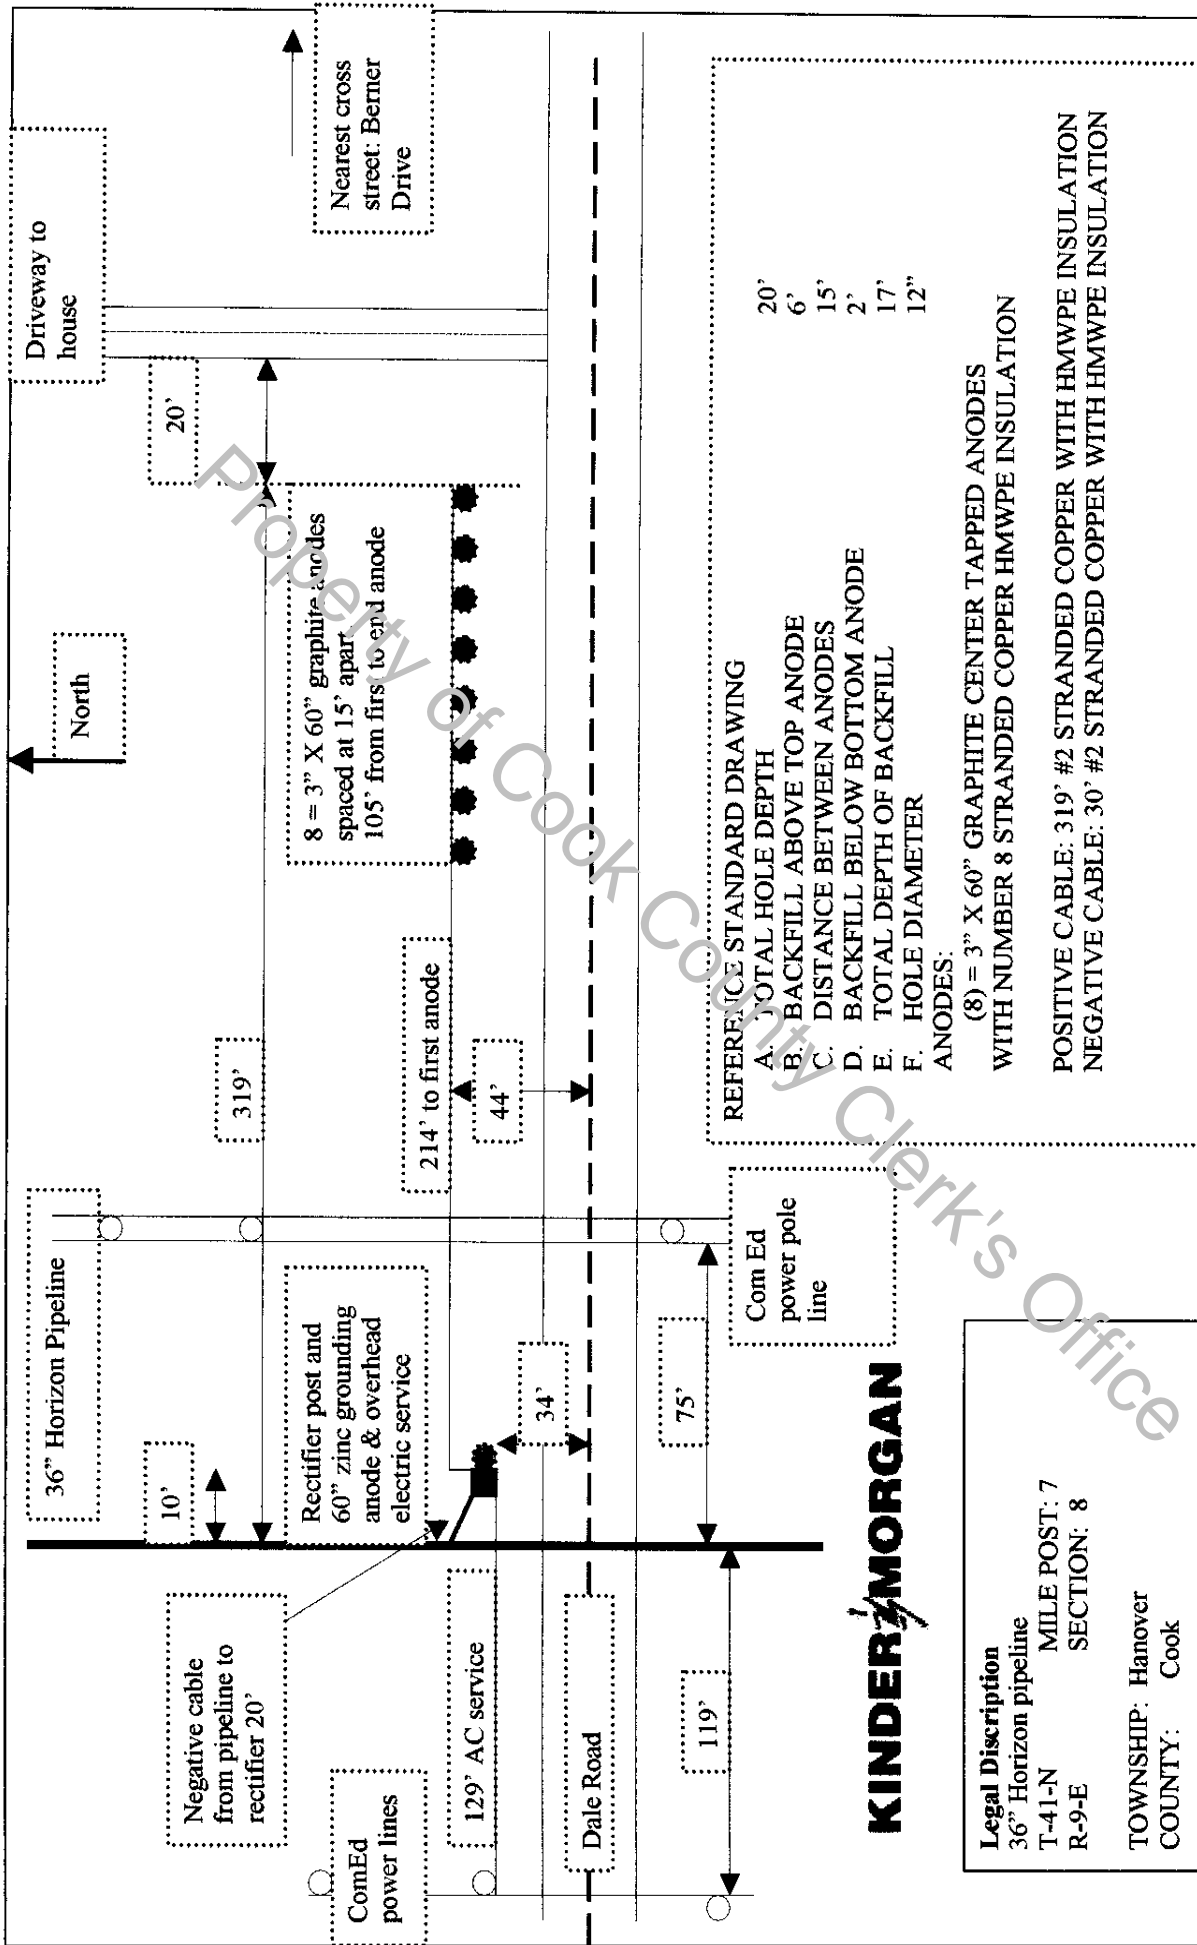 36” Horizon Pipeline
North
Driveway to
house
Nearest cross
street: Berner
Drive
10’
319’
20’
Negative cable
from pipeline to
rectifier 20’
Rectifier post and
60” zinc grounding
anode & overhead
electric service
8 = 3” X 60” graphite anodes
spaced at 15’ apart
105’ from first to end anode
214’ to first anode
44’
34’
ComEd
power lines
129’ AC service
Dale Road
119’
75’
Com Ed
power pole
line
KINDER MORGAN
Legal Discription
36” Horizon pipeline
T-41-N MILE POST: 7
R-9-E SECTION: 8
TOWNSHIP: Hanover
COUNTY: Cook
REFERENCE STANDARD DRAWING
A. TOTAL HOLE DEPTH 20’
B. BACKFILL ABOVE TOP ANODE 6’
C. DISTANCE BETWEEN ANODES 15’
D. BACKFILL BELOW BOTTOM ANODE 2’
E. TOTAL DEPTH OF BACKFILL 17’
F. HOLE DIAMETER 12”
ANODES:
(8) = 3” X 60” GRAPHITE CENTER TAPPED ANODES
WITH NUMBER 8 STRANDED COPPER HMWPE INSULATION
POSITIVE CABLE: 319’ #2 STRANDED COPPER WITH HMWPE INSULATION
NEGATIVE CABLE: 30’ #2 STRANDED COPPER WITH HMWPE INSULATION
Property of Cook County Clerk's Office